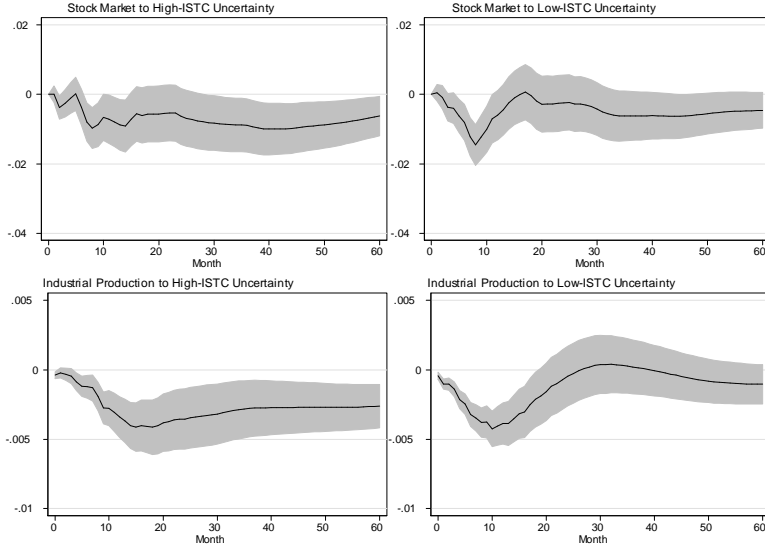 Stock Market to High-ISTC Uncertainty
.02
0
-.02
-.04
0 10 20 30 40 50 60
Month
Stock Market to Low-ISTC Uncertainty
.02
0
-.02
-.04
0 10 20 30 40 50 60
Month
Industrial Production to High-ISTC Uncertainty
.005
0
-.005
-.01
0 10 20 30 40 50 60
Month
Industrial Production to Low-ISTC Uncertainty
.005
0
-.005
-.01
0 10 20 30 40 50 60
Month